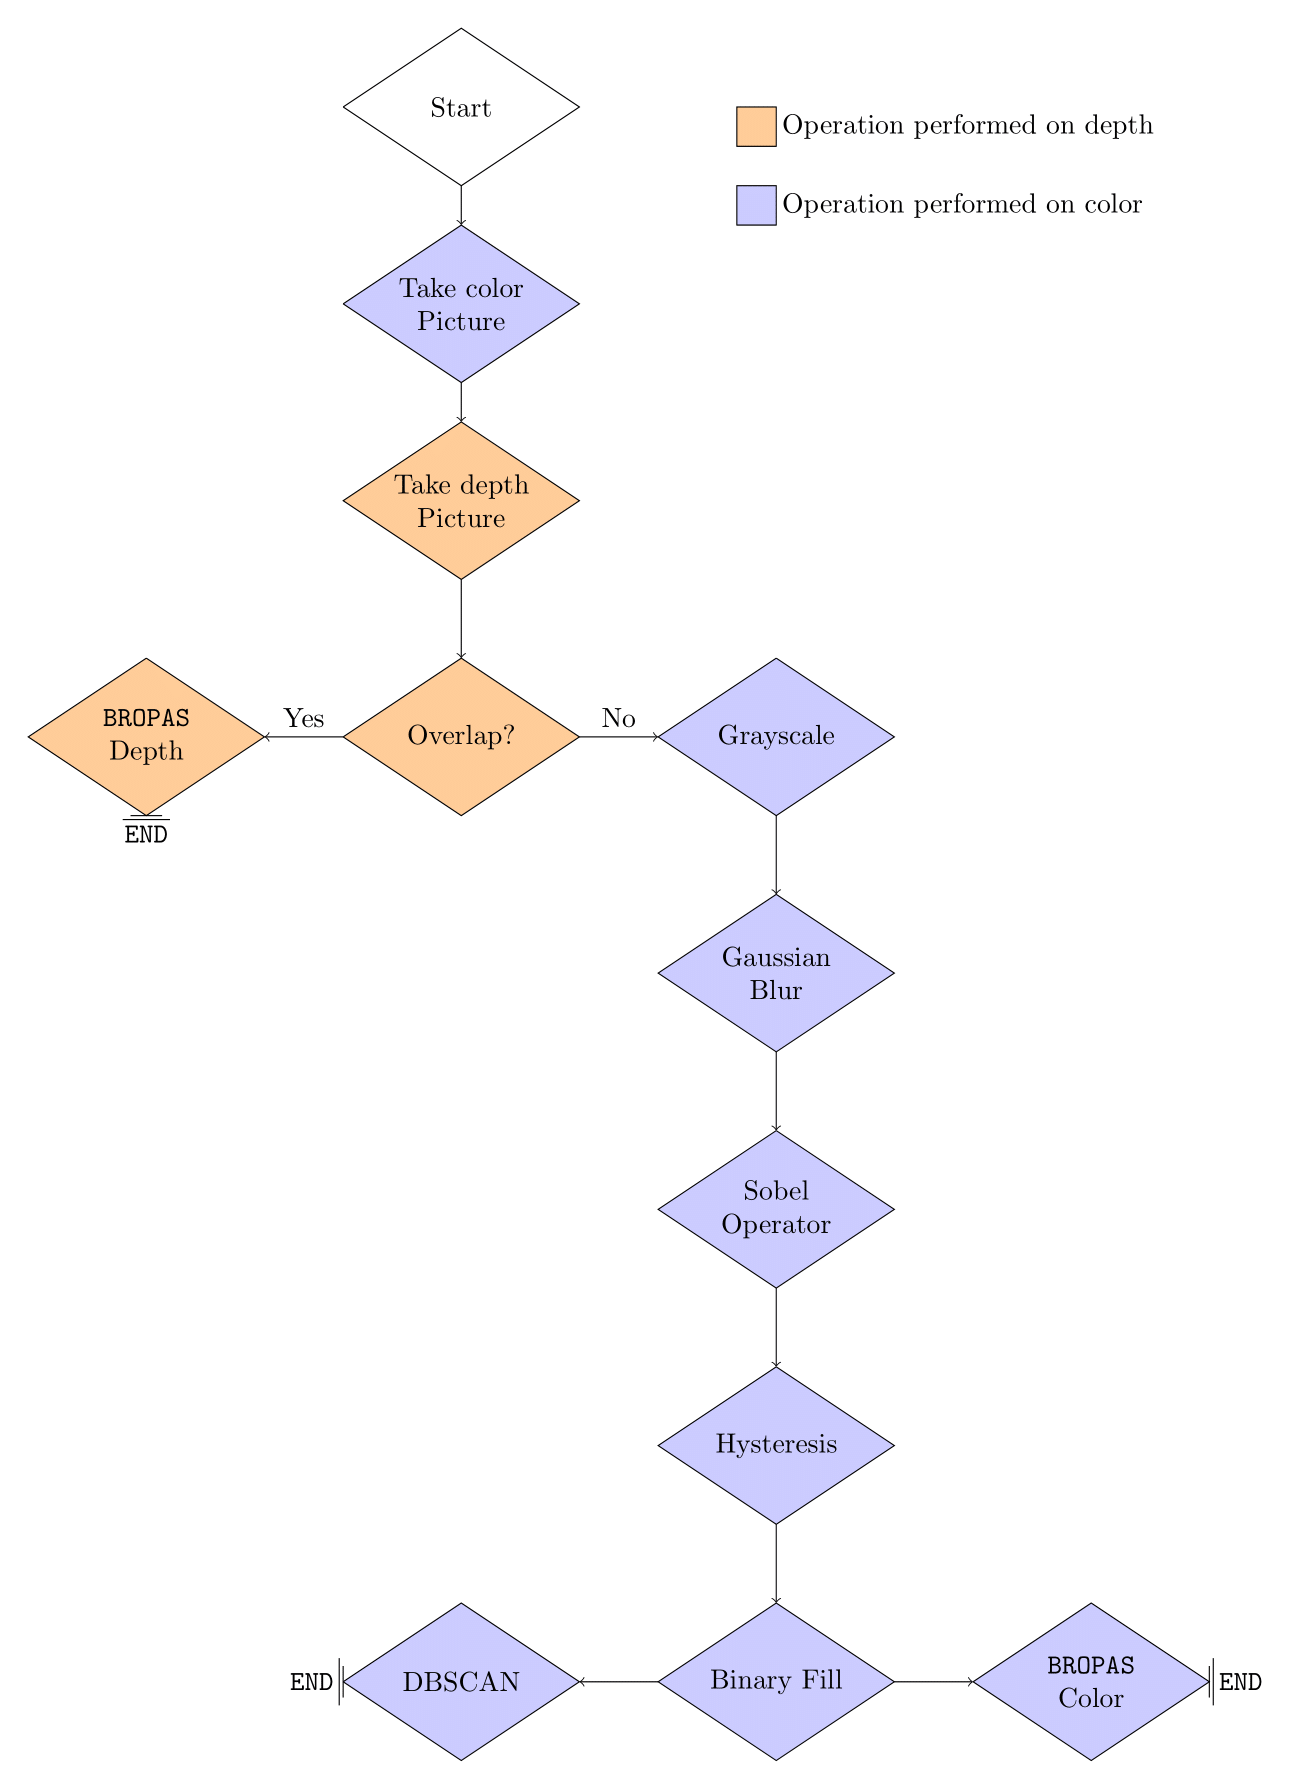 Start
Operation performed on depth
Operation performed on color
Take color
Picture
Take depth
Picture
BROPAS
Depth
Yes
Overlap?
No
Grayscale
END
Gaussian
Blur
Sobel
Operator
Hysteresis
END
DBSCAN
Binary Fill
BROPAS
Color
END